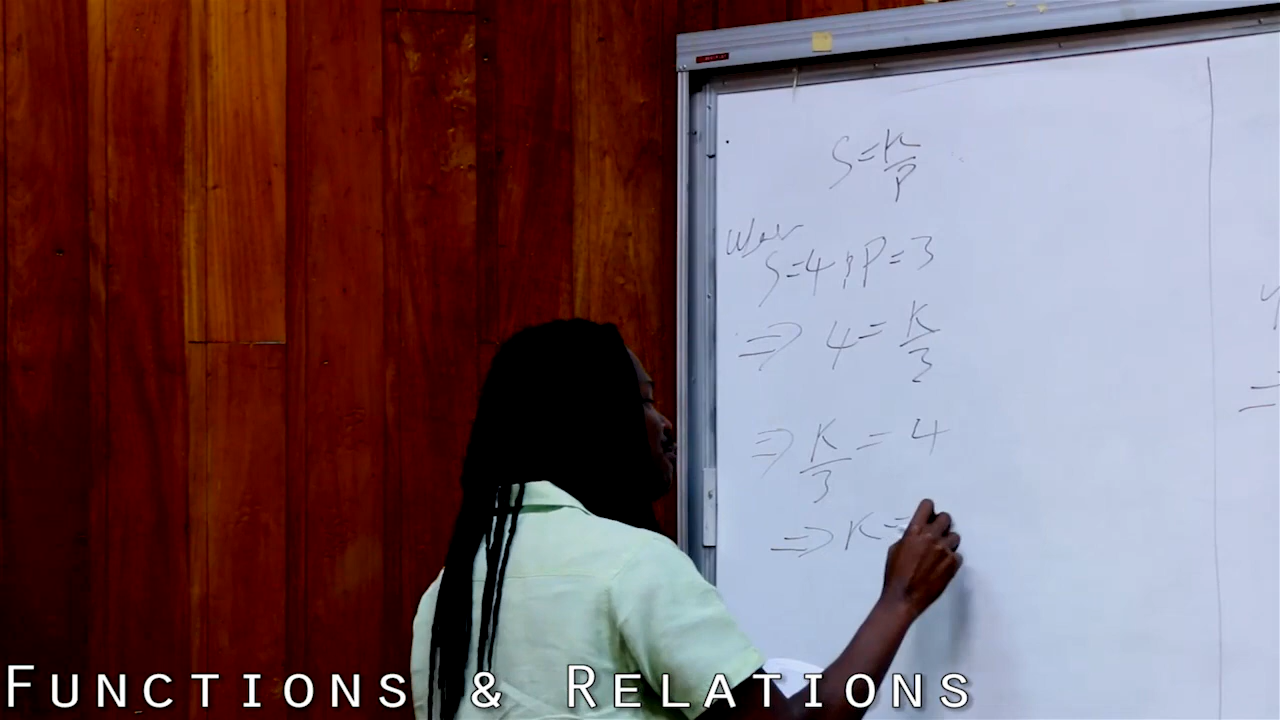 S=K/P
When
S=4; P=3
⇒ 4=K/3
⇒ K/3 = 4
⇒ K=
FUNCTIONS & RELATIONS